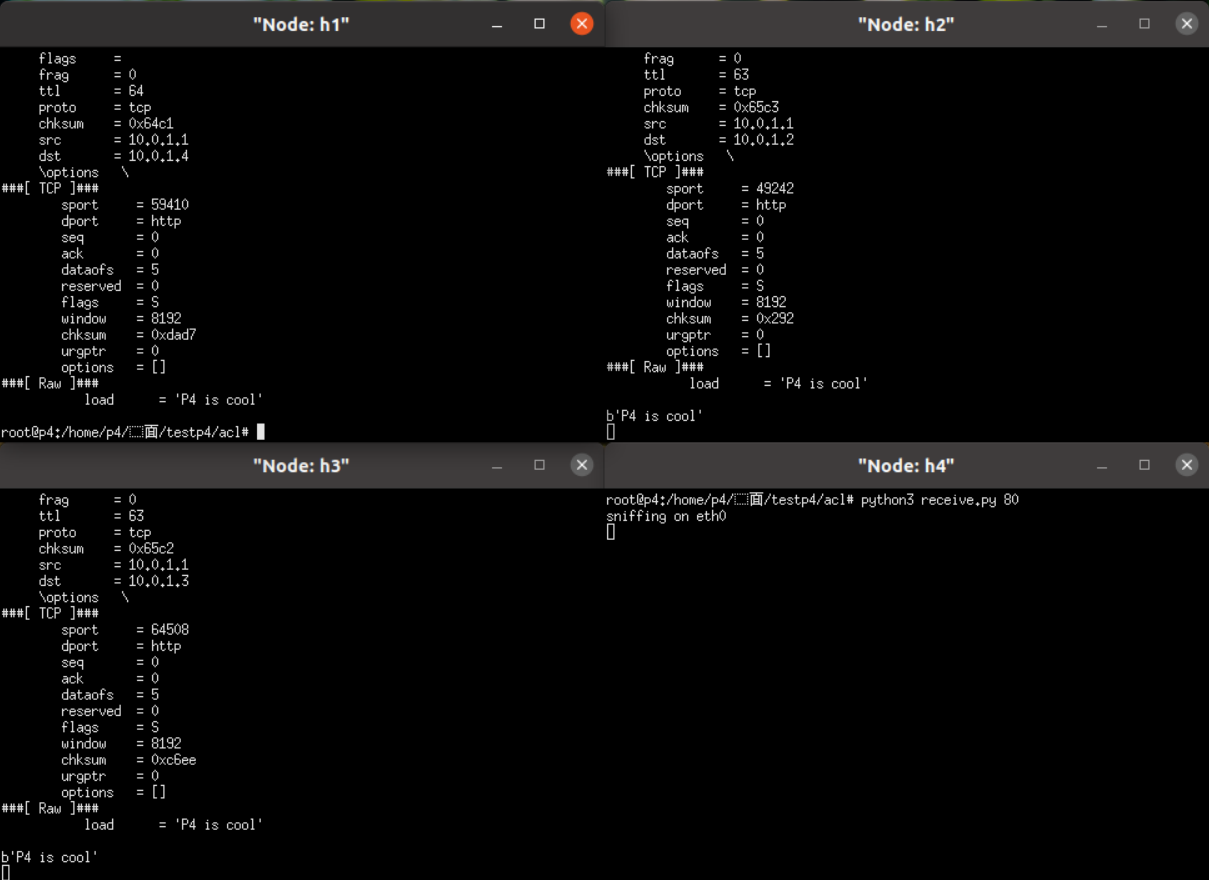 "Node: h1"
flags =
frag = 0
ttl = 64
proto = tcp
chksum = 0x64c1
src = 10.0.1.1
dst = 10.0.1.4
\options \
###[ TCP ]###
sport = 59410
dport = http
seq = 0
ack = 0
dataofs = 5
reserved = 0
flags = S
window = 8192
chksum = 0xdad7
urgptr = 0
options = []
###[ Raw ]###
load = 'P4 is cool'
root@p4:/home/p4/面/testp4/acl#
"Node: h2"
frag = 0
ttl = 63
proto = tcp
chksum = 0x65c3
src = 10.0.1.1
dst = 10.0.1.2
\options \
###[ TCP ]###
sport = 49242
dport = http
seq = 0
ack = 0
dataofs = 5
reserved = 0
flags = S
window = 8192
chksum = 0x292
urgptr = 0
options = []
###[ Raw ]###
load = 'P4 is cool'
b'P4 is cool'
"Node: h3"
frag = 0
ttl = 63
proto = tcp
chksum = 0x65c2
src = 10.0.1.1
dst = 10.0.1.3
\options \
###[ TCP ]###
sport = 64508
dport = http
seq = 0
ack = 0
dataofs = 5
reserved = 0
flags = S
window = 8192
chksum = 0xc6ee
urgptr = 0
options = []
###[ Raw ]###
load = 'P4 is cool'
b'P4 is cool'
"Node: h4"
root@p4:/home/p4/面/testp4/acl# python3 receive.py 80
sniffing on eth0